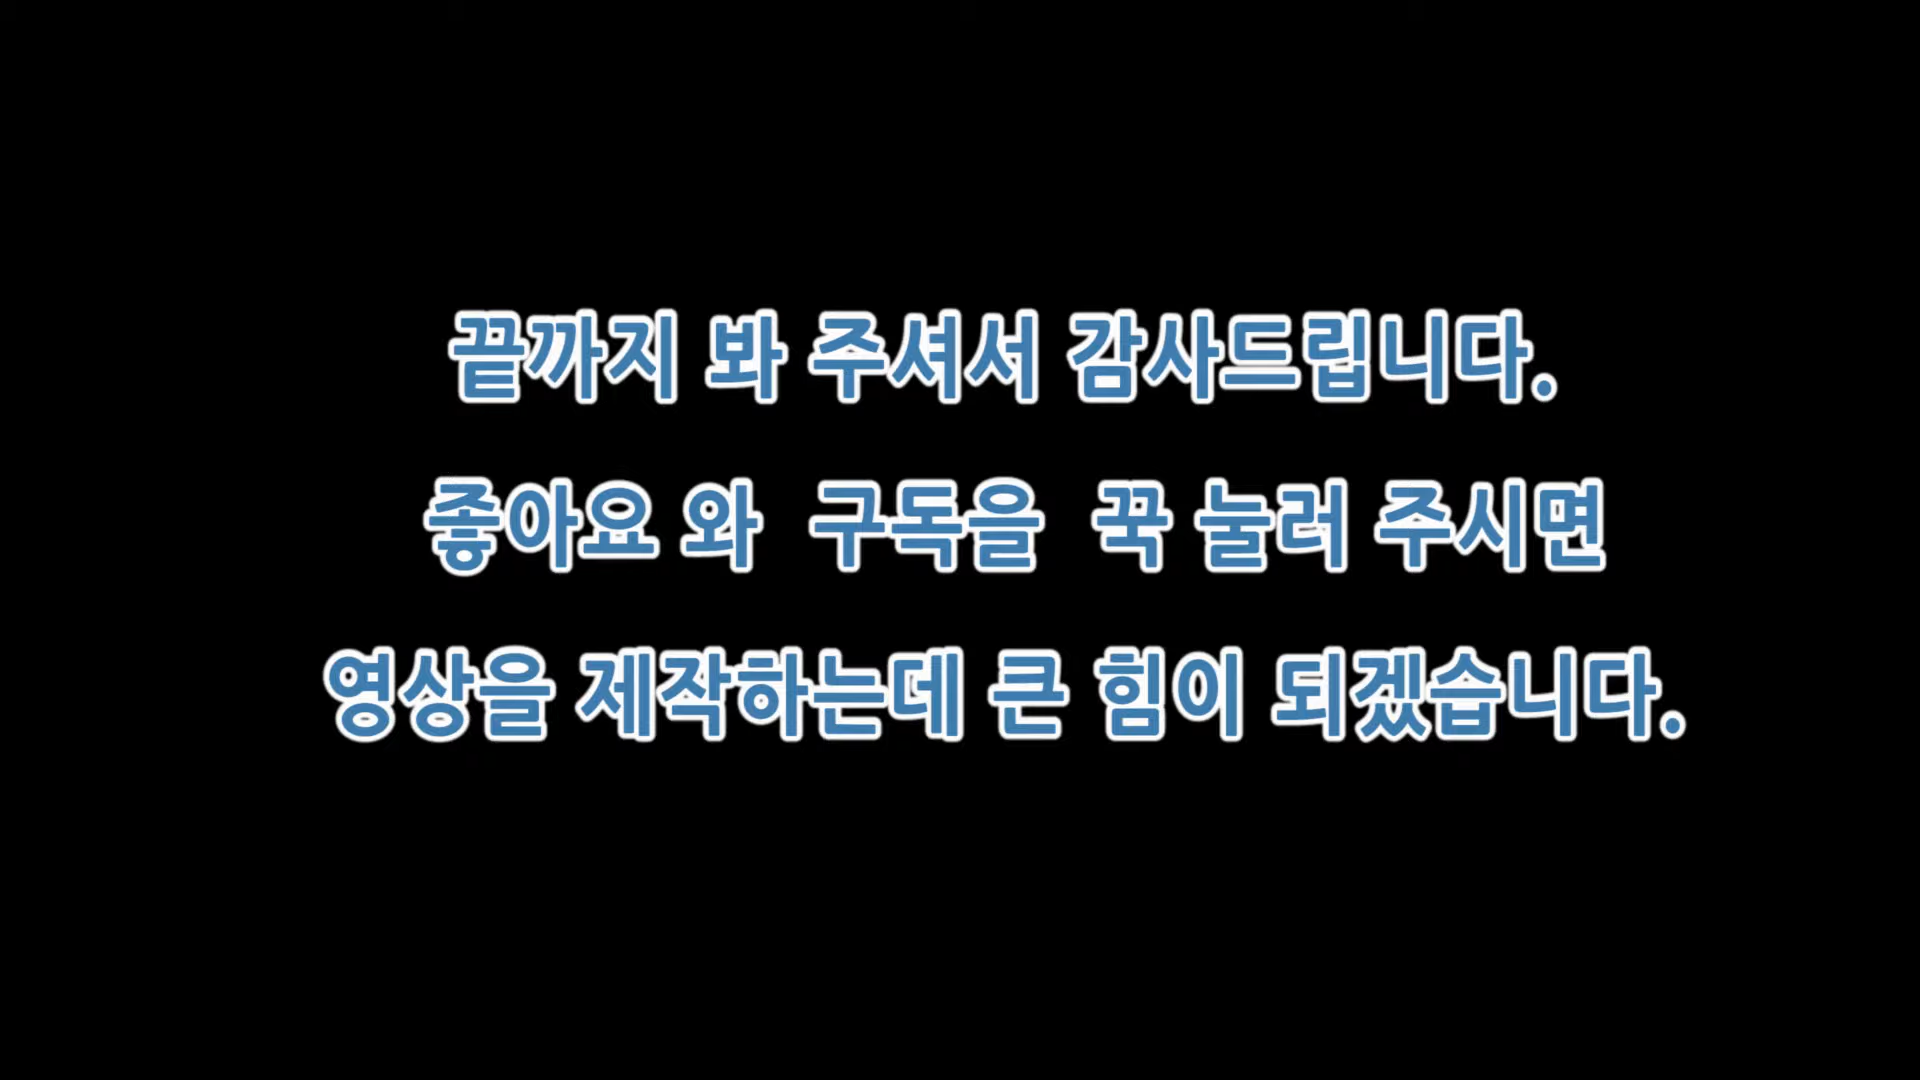 끝까지 봐 주셔서 감사드립니다.
좋아요 와  구독을  꾹 눌러 주시면
영상을 제작하는데 큰 힘이 되겠습니다.